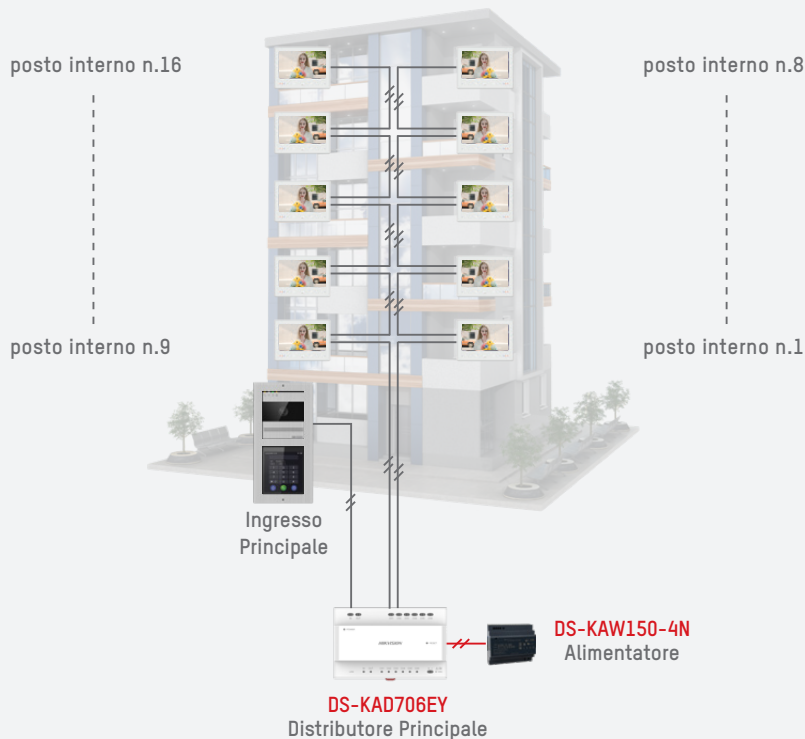 posto interno n.16
posto interno n.8
posto interno n.9
posto interno n.1
Ingresso
Principale
HIKVISION
DS-KAW150-4N
Alimentatore
DS-KAD706EY
Distributore Principale